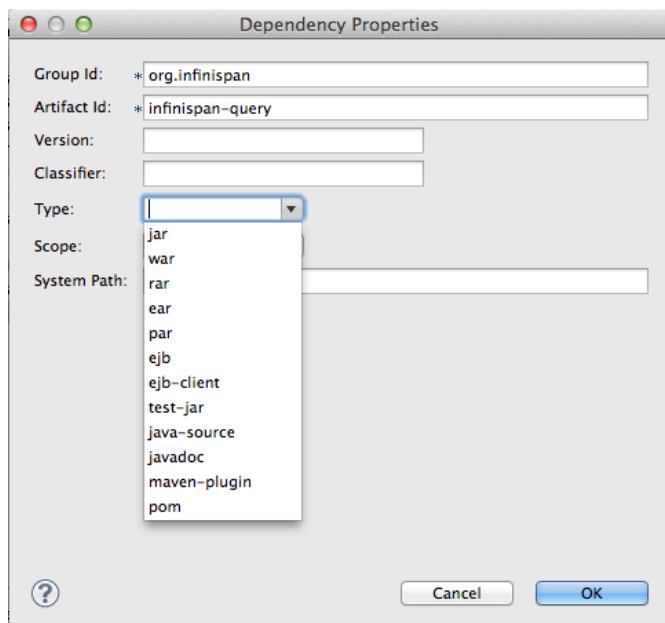 Dependency Properties
Group Id: * org.infinispan
Artifact Id: * infinispan-query
Version:
Classifier:
Type:
jar
Scope:
war
rar
System Path:
ear
par
ejb
ejb-client
test-jar
java-source
javadoc
maven-plugin
pom
? Cancel OK